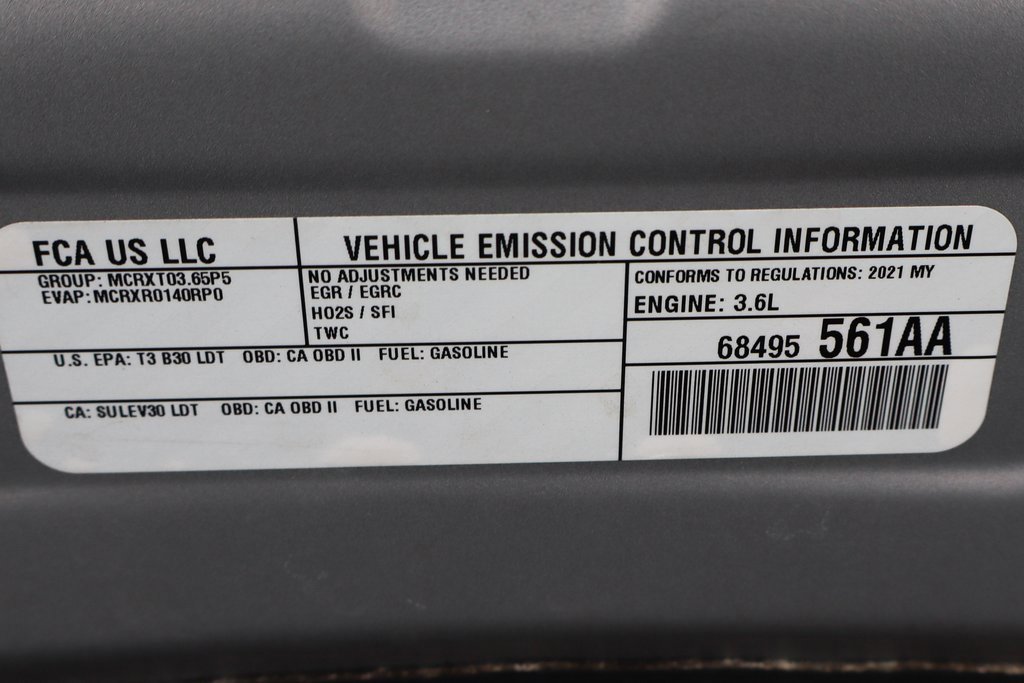 FCA US LLC
VEHICLE EMISSION CONTROL INFORMATION
GROUP: MCRXT03.65P5
EVAP: MCRXR0140RP0
NO ADJUSTMENTS NEEDED
EGR / EGRC
HO2S / SFI
TWC
CONFORMS TO REGULATIONS: 2021 MY
ENGINE: 3.6L
68495 561AA
U.S. EPA: T3 B30 LDT OBD: CA OBD II FUEL: GASOLINE
CA: SULEV30 LDT OBD: CA OBD II FUEL: GASOLINE